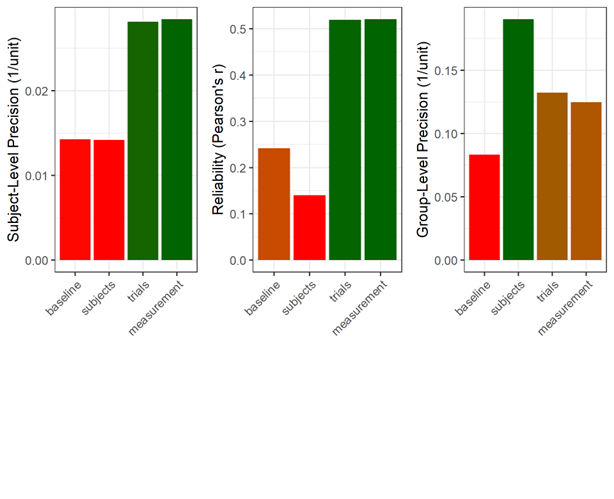 Subject-Level Precision (1/unit)
0.02
0.01
0.00
baseline
subjects
trials
measurement
Reliability (Pearson's r)
0.5
0.4
0.3
0.2
0.1
0.0
baseline
subjects
trials
measurement
Group-Level Precision (1/unit)
0.15
0.10
0.05
0.00
baseline
subjects
trials
measurement